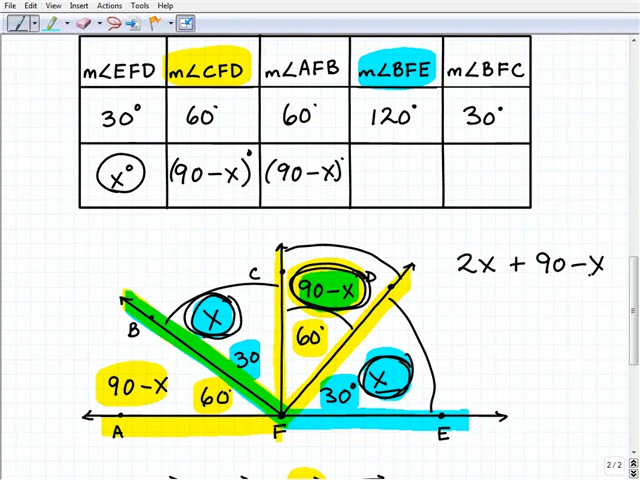 File Edit View Insert Actions Tools Help
m∠EFD m∠CFD m∠AFB m∠BFE m∠BFC
30° 60° 60° 120° 30°
x° (90-x)° (90-x)°
C 90-x D 2x + 90-x
B x 60°
30
90-x 60° 30° x
A F E
2 / 2